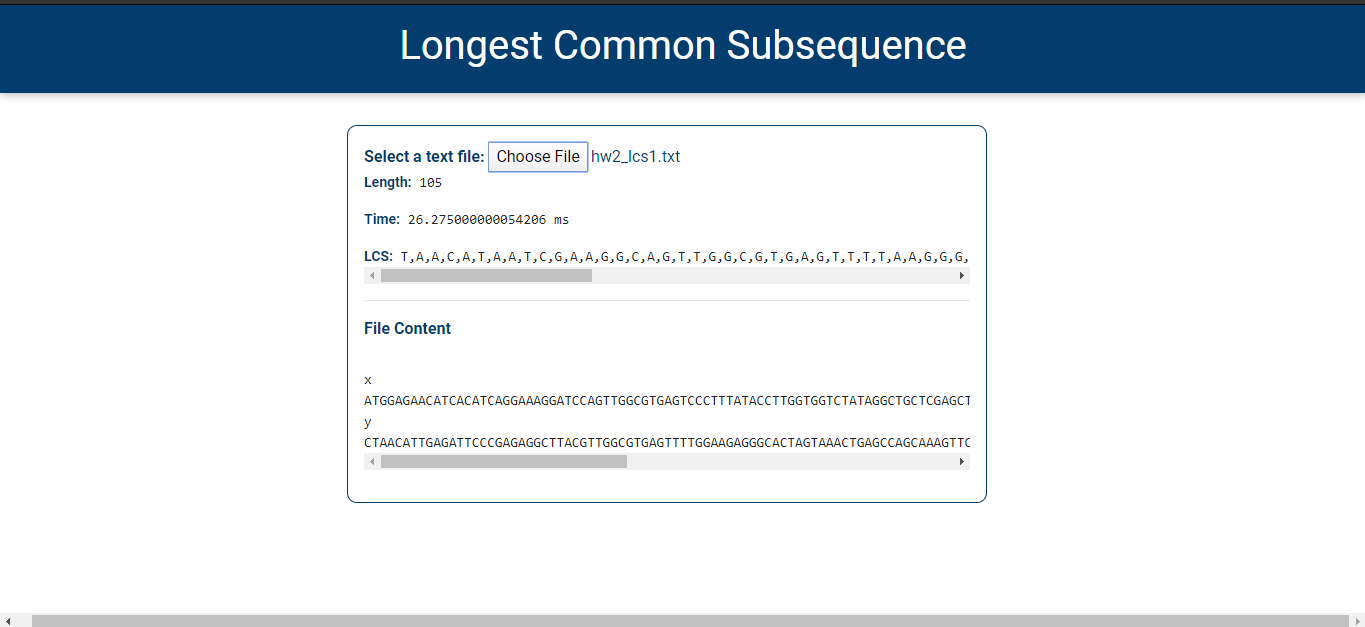 Longest Common Subsequence
Select a text file: Choose File hw2_lcs1.txt
Length: 105
Time: 26.275000000054206 ms
LCS: T,A,A,C,A,T,A,A,T,C,G,A,A,G,G,C,A,G,T,T,G,G,C,G,T,G,A,G,T,T,T,T,A,A,G,G,G,
File Content
x
ATGGAGAACATCACATCAGGAAAGGATCCAGTTGGCGTGAGTCCCTTTATACCTTGGTGGTCTATAGGCTGCTCGAGCT
y
CTAACATTGAGATTCCCGAGAGGCTTACGTTGGCGTGAGTTTTGGAAGAGGGCACTAGTAAACTGAGCCAGCAAAGTTC